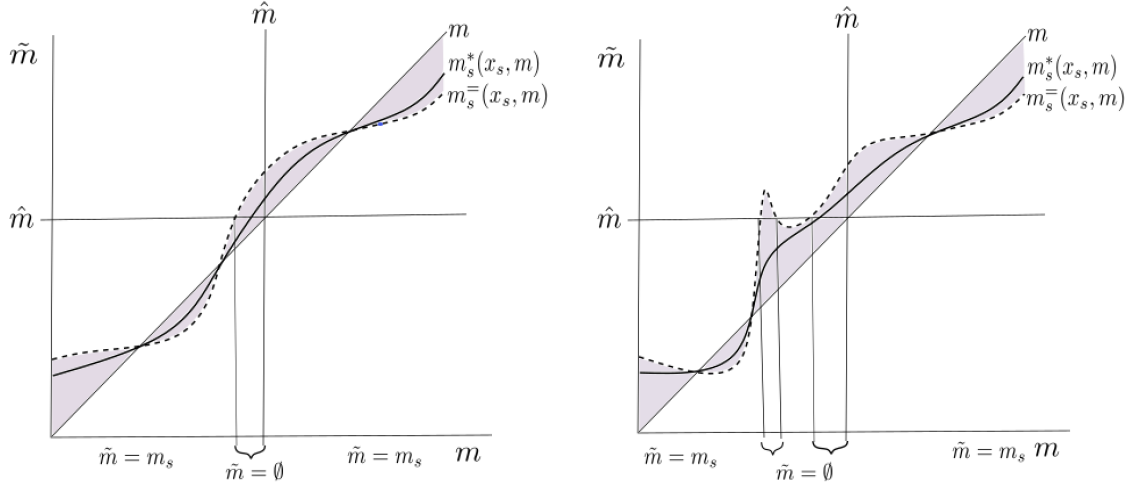 m̂
m̃
m
m*ₛ(xₛ, m)
m⁼ₛ(xₛ, m)
m̂
m̃ = mₛ
m̃ = ∅
m̃ = mₛ
m
m̂
m̃
m
m*ₛ(xₛ, m)
m⁼ₛ(xₛ, m)
m̂
m̃ = mₛ
m̃ = ∅
m̃ = mₛ
m